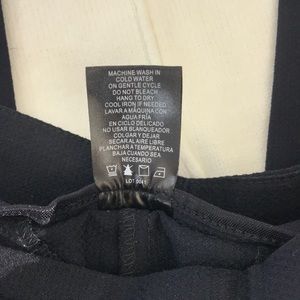 MACHINE WASH IN
COLD WATER
ON GENTLE CYCLE
DO NOT BLEACH
HANG TO DRY
COOL IRON IF NEEDED
LAVAR A MÁQUINA CON
AGUA FRÍA
EN CICLO DELICADO
NO USAR BLANQUEADOR
COLGAR Y DEJAR
SECAR AL AIRE LIBRE
PLANCHAR A TEMPERATURA
BAJA CUANDO SEA
NECESARIO
LOT 0041